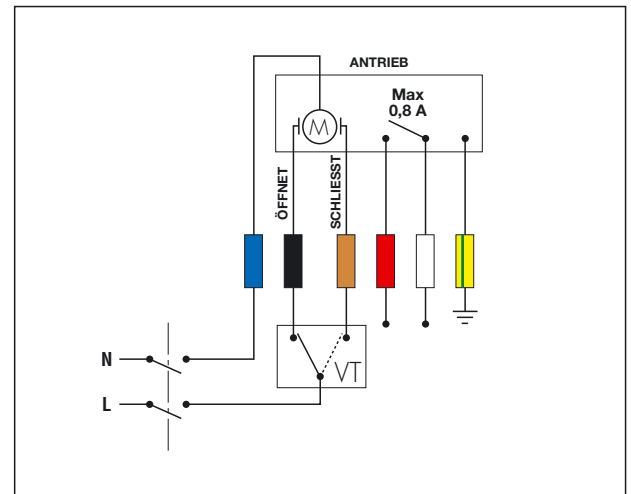 ANTRIEB
Max
0,8 A
M
ÖFFNET
SCHLIESST
N
VT
L